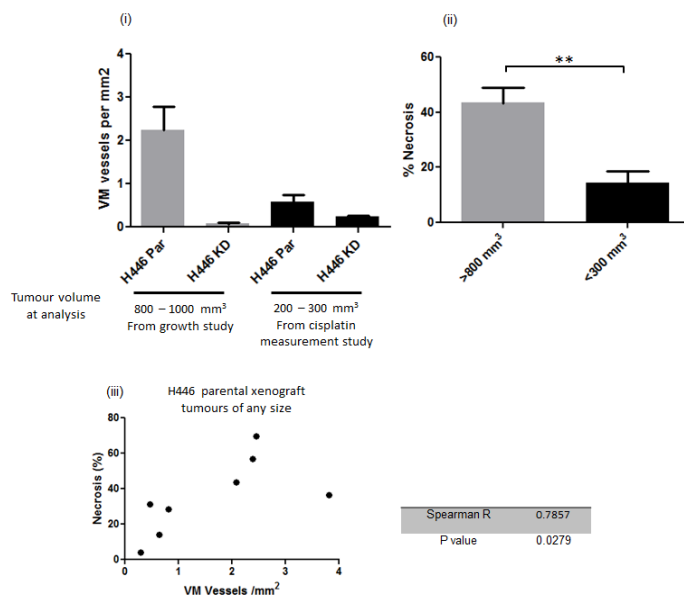 (i)
VM vessels per mm2
4
3
2
1
0
H446 Par
H446 KD
H446 Par
H446 KD
Tumour volume
at analysis
800 – 1000 mm³
From growth study
200 – 300 mm³
From cisplatin
measurement study
(ii)
% Necrosis
60
40
20
0
**
>800 mm³
<300 mm³
(iii)
H446 parental xenograft
tumours of any size
Necrosis (%)
80
60
40
20
0
0 1 2 3 4
VM Vessels /mm²
Spearman R 0.7857
P value 0.0279